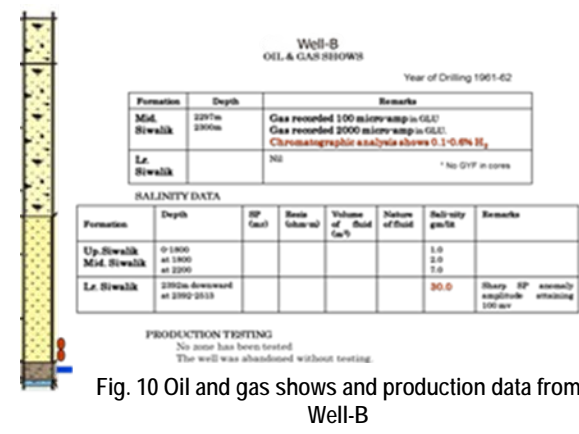 Well-B
OIL & GAS SHOWS
Year of Drilling 1961-62
Formation Depth Remarks
Mid. Siwalik 2297m Gas recorded 100 micro-amp in GLU
2300m Gas recorded 2000 micro-amp in GLU.
Chromatographic analysis shows 0.1-0.6% H2
Lr. Siwalik Nil
* No GYF in cores
SALINITY DATA
Formation Depth SP (mv) Resis (ohm-m) Volume of fluid (m³) Nature of fluid Sali-nity gm/lit Remarks
Up.Siwalik 0-1800 1.0
Mid. Siwalik at 1800 2.0
at 2200 7.0
Lr. Siwalik 2392m downward 30.0 Sharp SP anomaly
at 2392-2513 amplitude attaining
100 mv
PRODUCTION TESTING
No zone has been tested
The well was abandoned without testing.
Fig. 10 Oil and gas shows and production data from
Well-B